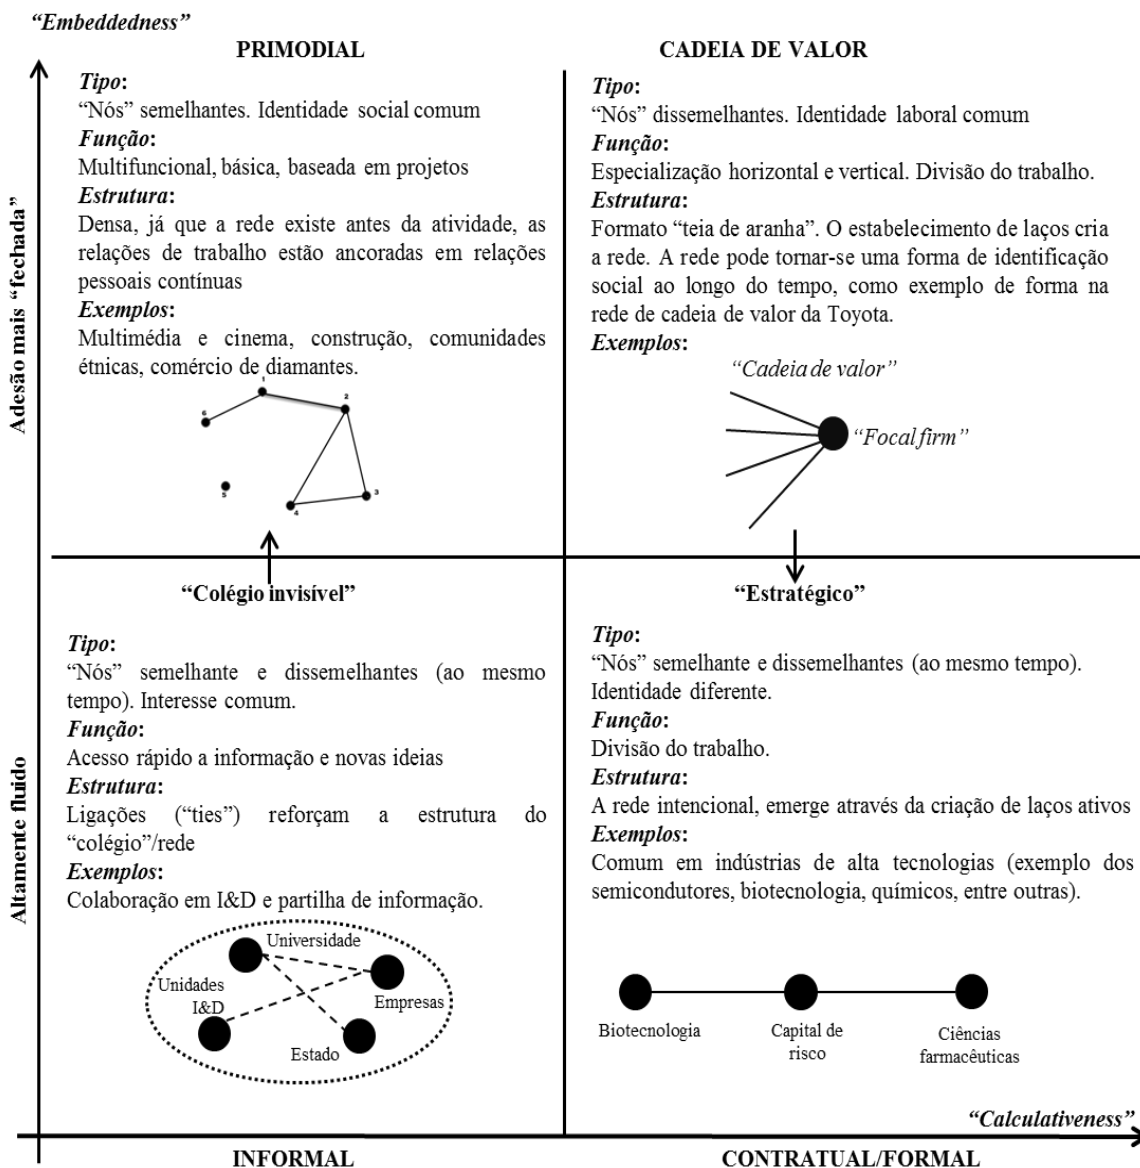 “Embeddedness”
PRIMODIAL
Tipo:
“Nós” semelhantes. Identidade social comum
Função:
Multifuncional, básica, baseada em projetos
Estrutura:
Densa, já que a rede existe antes da atividade, as
relações de trabalho estão ancoradas em relações
pessoais contínuas
Exemplos:
Multimédia e cinema, construção, comunidades
étnicas, comércio de diamantes.
1
2
3
4
5
6
CADEIA DE VALOR
Tipo:
“Nós” dissemelhantes. Identidade laboral comum
Função:
Especialização horizontal e vertical. Divisão do trabalho.
Estrutura:
Formato “teia de aranha”. O estabelecimento de laços cria
a rede. A rede pode tornar-se uma forma de identificação
social ao longo do tempo, como exemplo de forma na
rede de cadeia de valor da Toyota.
Exemplos:
“Cadeia de valor”
“Focal firm”
Adesão mais “fechada”
“Colégio invisível”
Tipo:
“Nós” semelhante e dissemelhantes (ao mesmo
tempo). Interesse comum.
Função:
Acesso rápido a informação e novas ideias
Estrutura:
Ligações (“ties”) reforçam a estrutura do
“colégio”/rede
Exemplos:
Colaboração em I&D e partilha de informação.
Universidade
Unidades
I&D
Empresas
Estado
“Estratégico”
Tipo:
“Nós” semelhante e dissemelhantes (ao mesmo tempo).
Identidade diferente.
Função:
Divisão do trabalho.
Estrutura:
A rede intencional, emerge através da criação de laços ativos
Exemplos:
Comum em indústrias de alta tecnologias (exemplo dos
semicondutores, biotecnologia, químicos, entre outras).
Biotecnologia
Capital de
risco
Ciências
farmacêuticas
Altamente fluido
“Calculativeness”
INFORMAL
CONTRATUAL/FORMAL